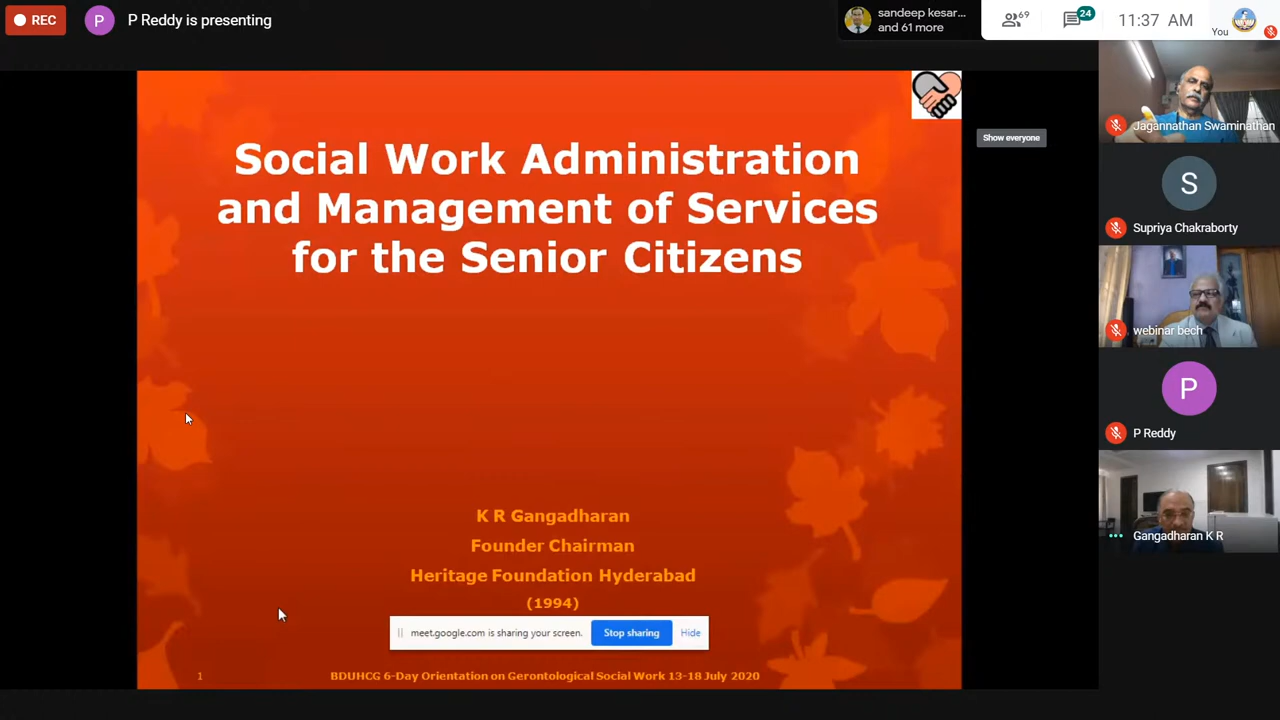 REC
P
P Reddy is presenting
sandeep kesar...
and 61 more
69
24
11:37 AM
You
Show everyone
Social Work Administration
and Management of Services
for the Senior Citizens
K R Gangadharan
Founder Chairman
Heritage Foundation Hyderabad
(1994)
meet.google.com is sharing your screen.
Stop sharing
Hide
1
BDUHCG 6-Day Orientation on Gerontological Social Work 13-18 July 2020
Jagannathan Swaminathan
S
Supriya Chakraborty
webinar bech
P
P Reddy
Gangadharan K R